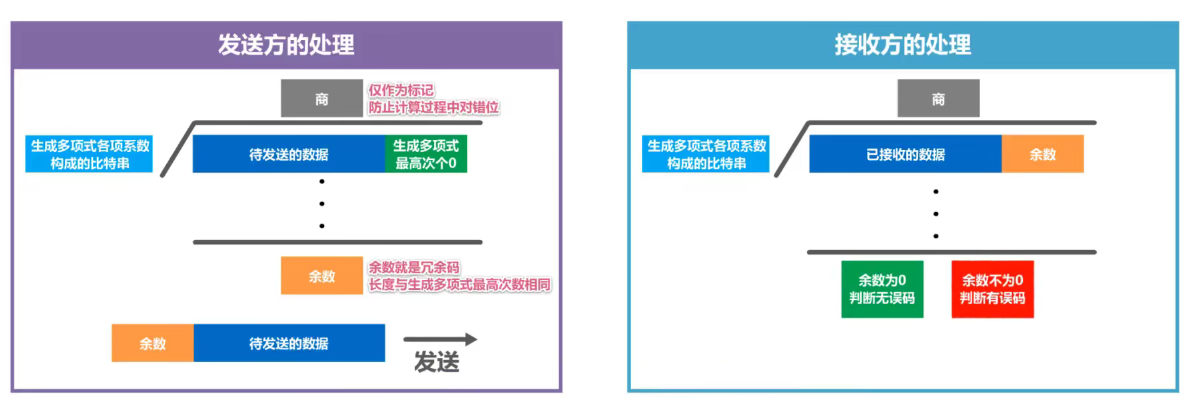 发送方的处理
商
仅作为标记
防止计算过程中对错位
生成多项式各项系数
构成的比特串
待发送的数据
生成多项式
最高次个0
余数
余数就是冗余码
长度与生成多项式最高次数相同
余数
待发送的数据
发送
接收方的处理
商
生成多项式各项系数
构成的比特串
已接收的数据
余数
余数为0
判断无误码
余数不为0
判断有误码